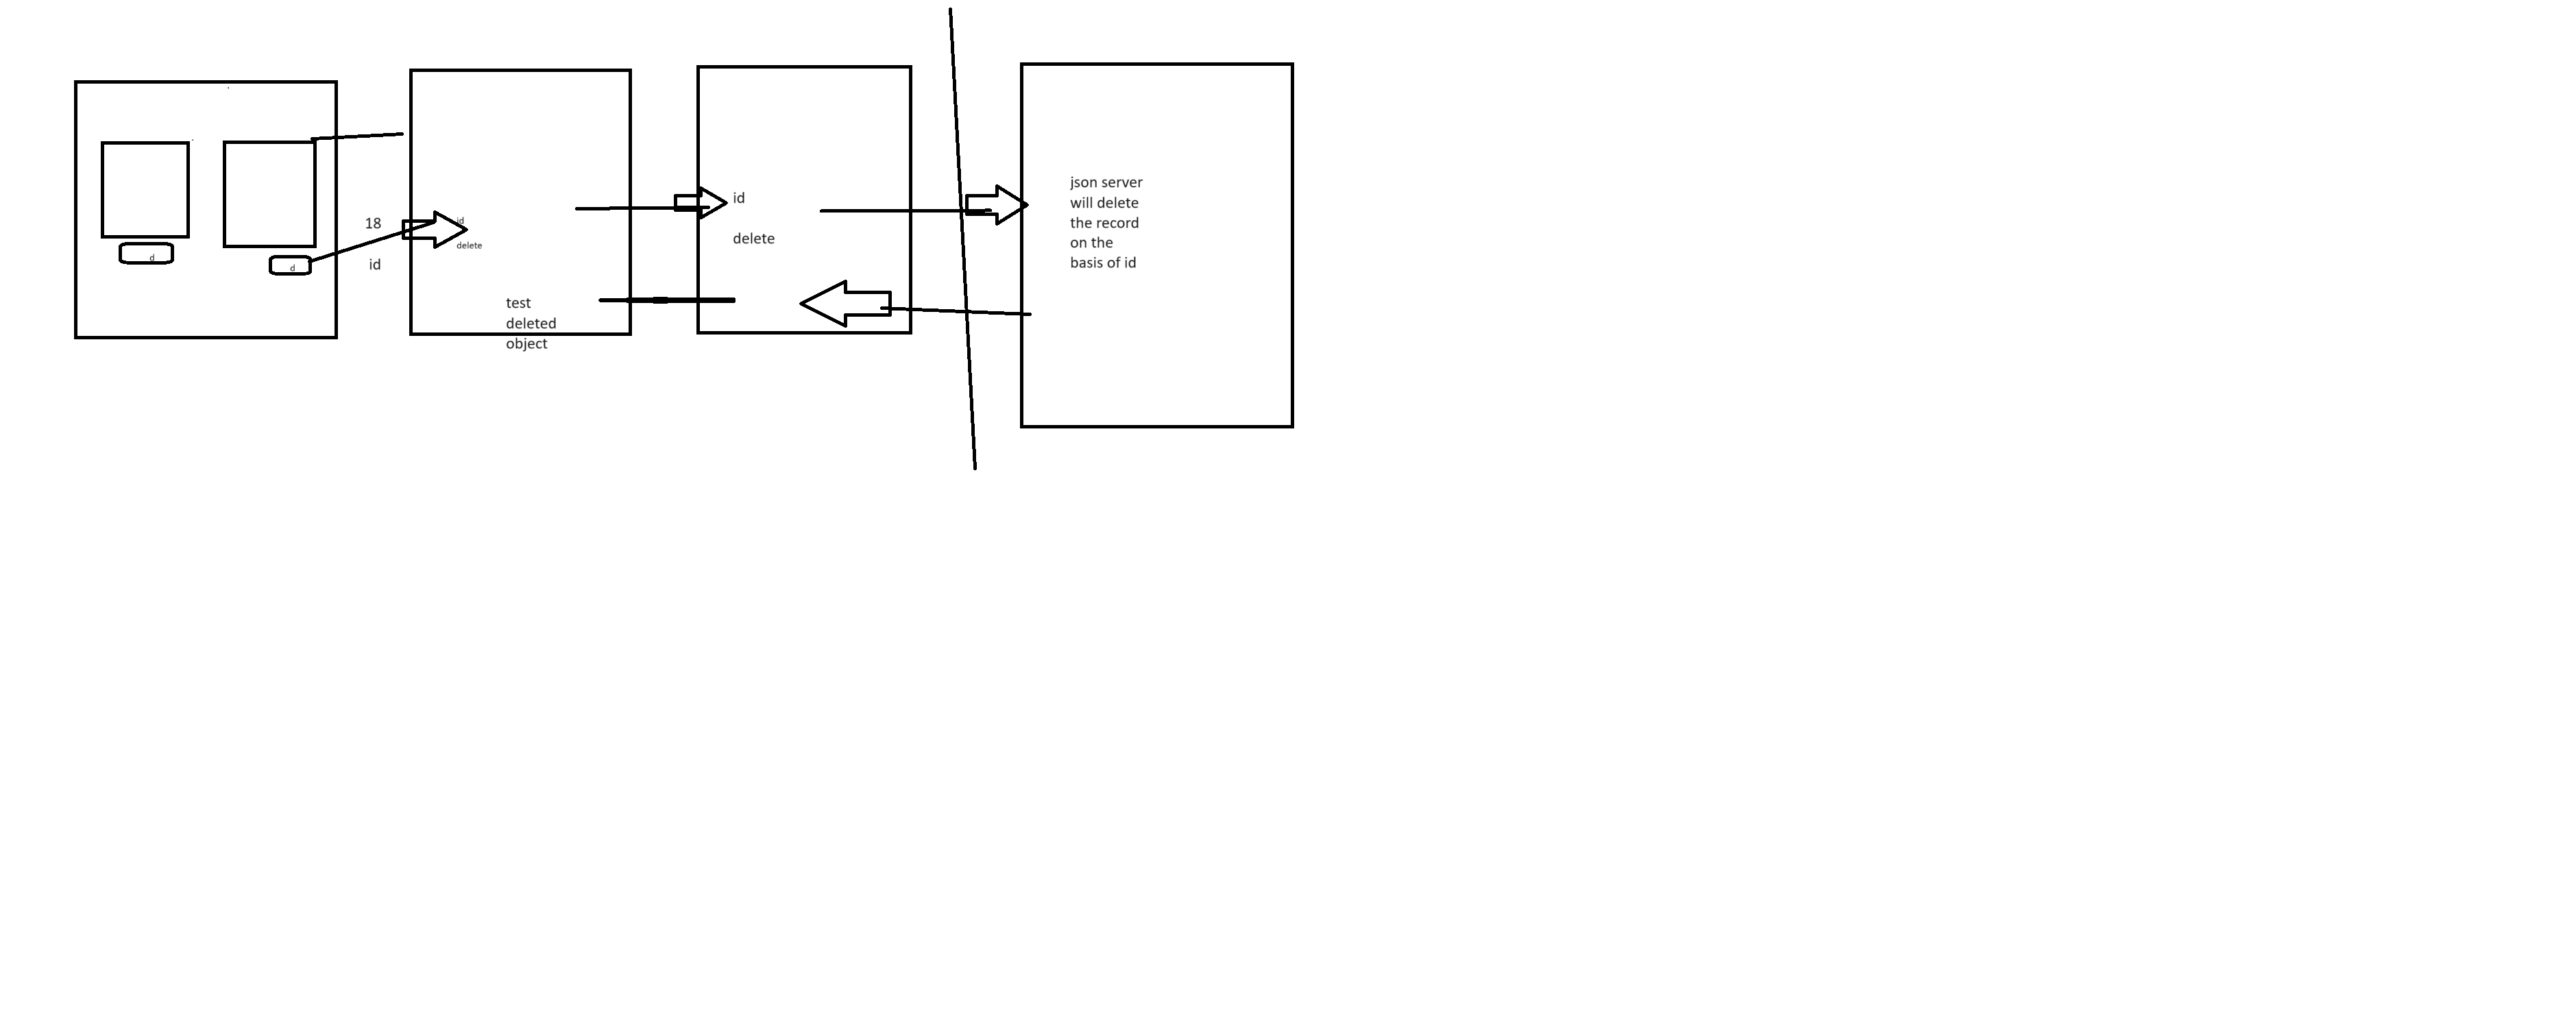 d
d
18
id
id
delete
test
deleted
object
id
delete
json server
will delete
the record
on the
basis of id